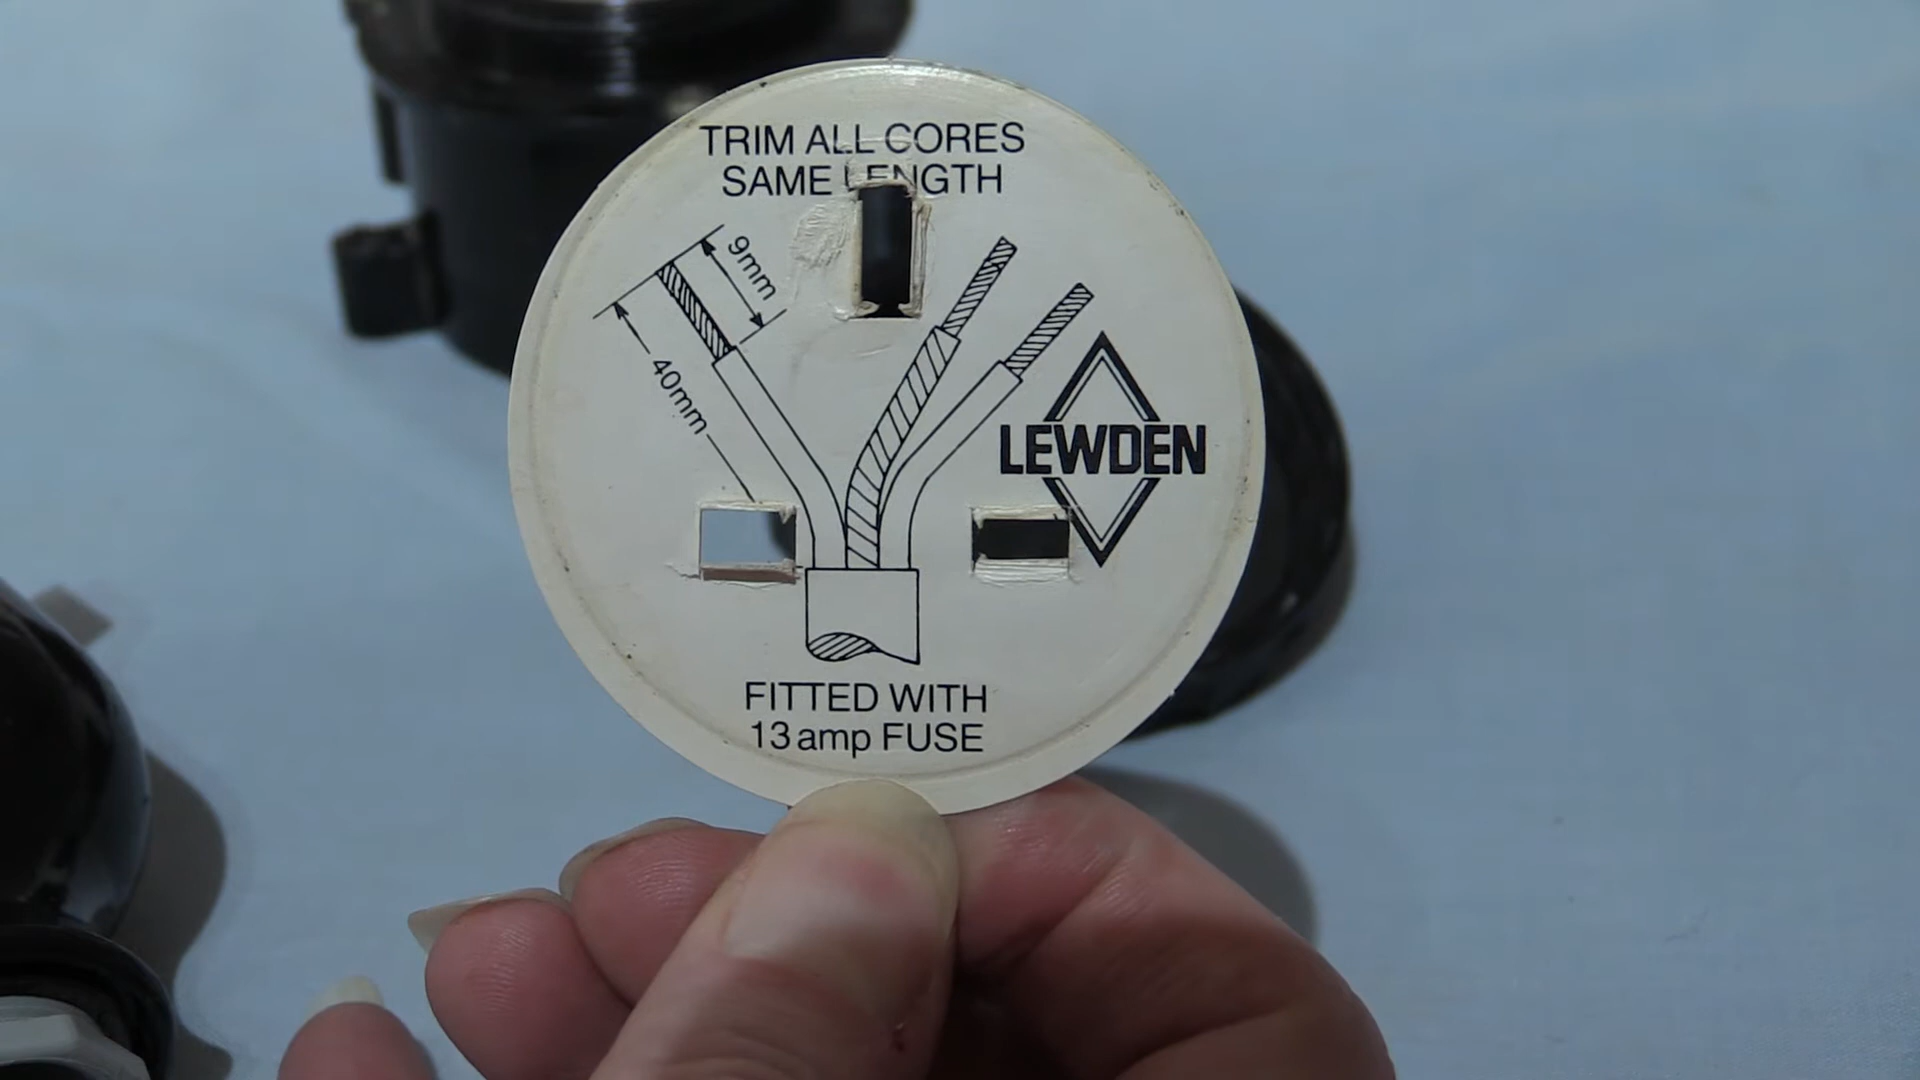 TRIM ALL CORES
SAME LENGTH
9mm
40mm
LEWDEN
FITTED WITH
13 amp FUSE